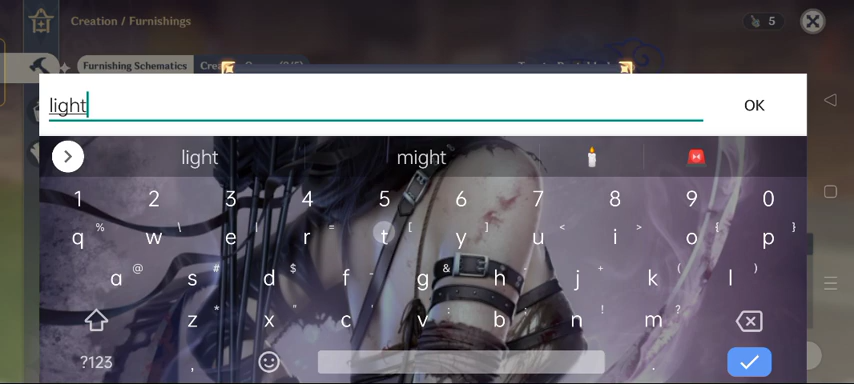 Creation / Furnishings
5
Furnishing Schematics
light
OK
light might
1 2 3 4 5 6 7 8 9 0
% \ | = [ ] < > { }
q w e r t y u i o p
@ # $ - & - + ( )
a s d f g h j k l
* " ' : ; ! ?
z x c v b n m
?123 , .